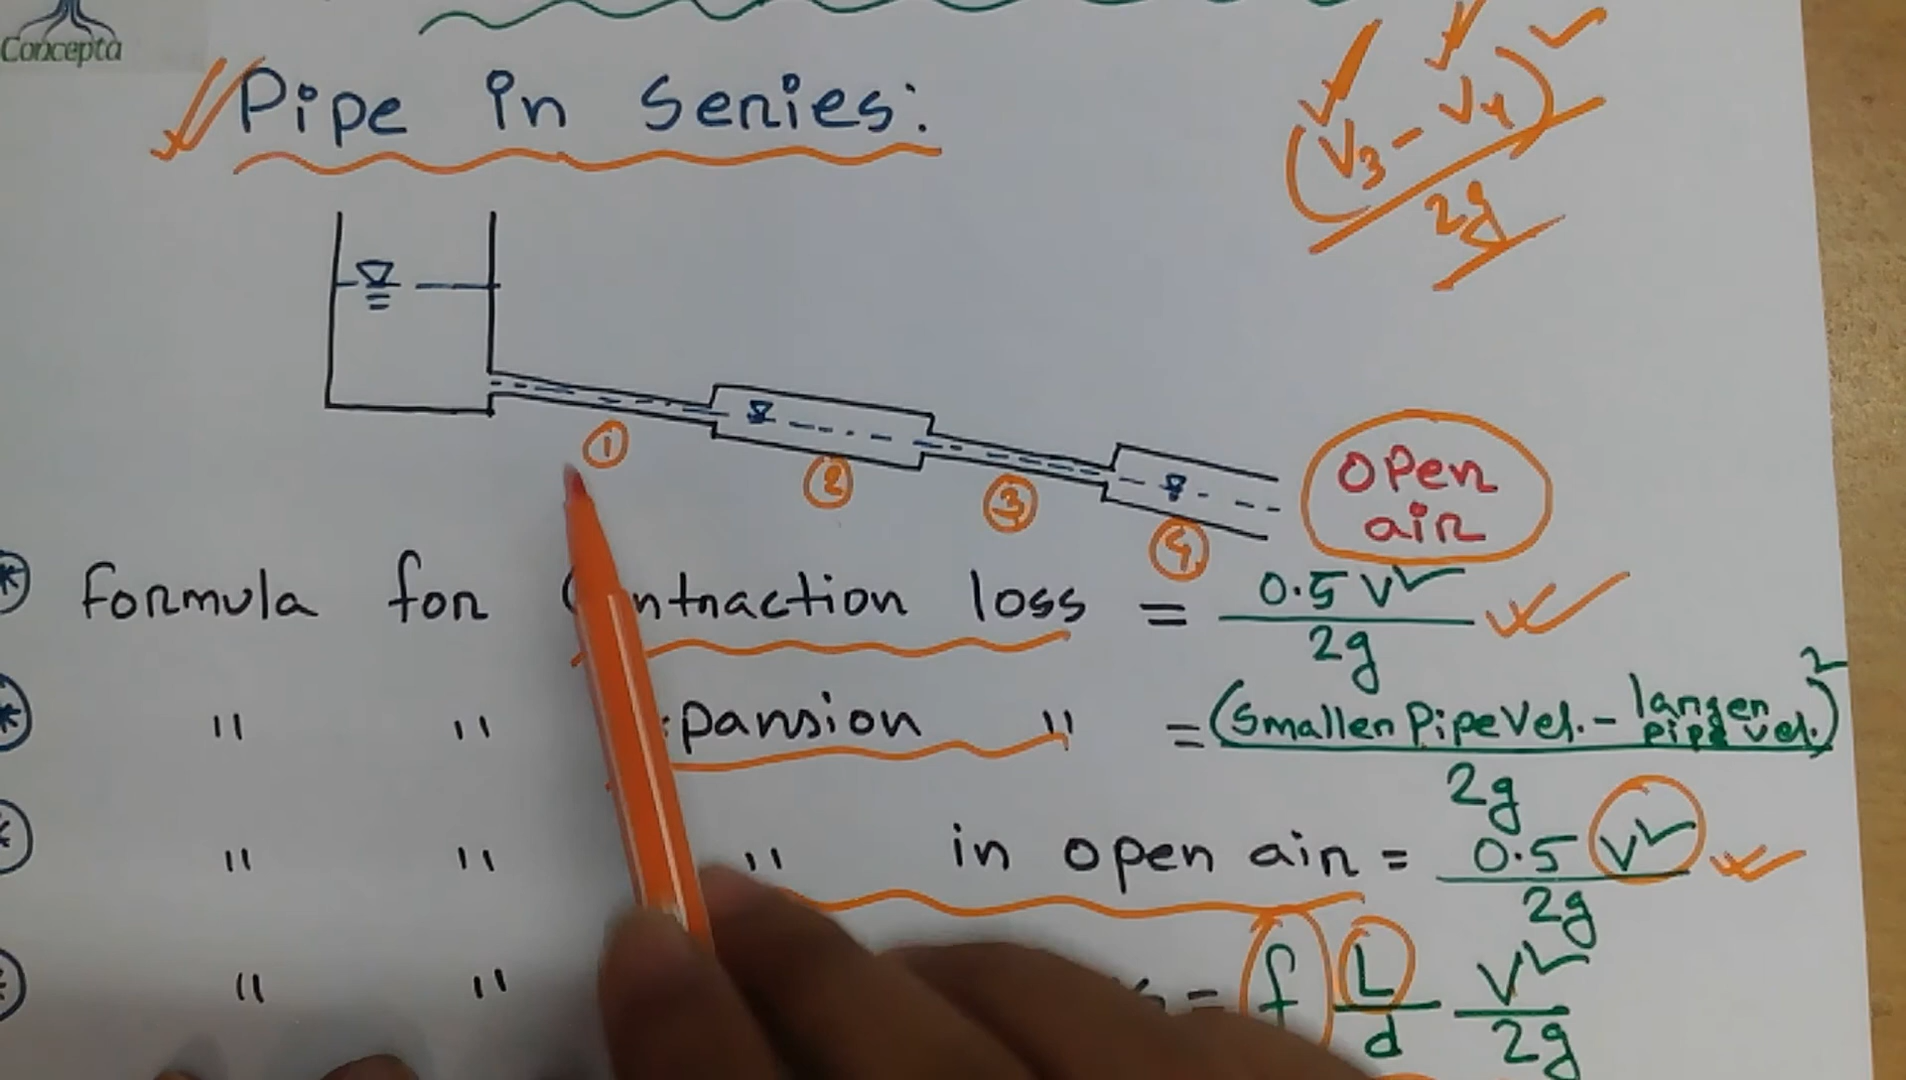 Concepta
Pipe in series:
(V3 - V4)²
2g
①
②
③
④
open
air
* formula for Contraction loss = 0.5 V²
2g
* " " pansion " = (Smaller Pipe Vel. - larger pipe vel.)²
2g
* " " " in open air = 0.5 V²
2g
* " " = f L/d V²/2g